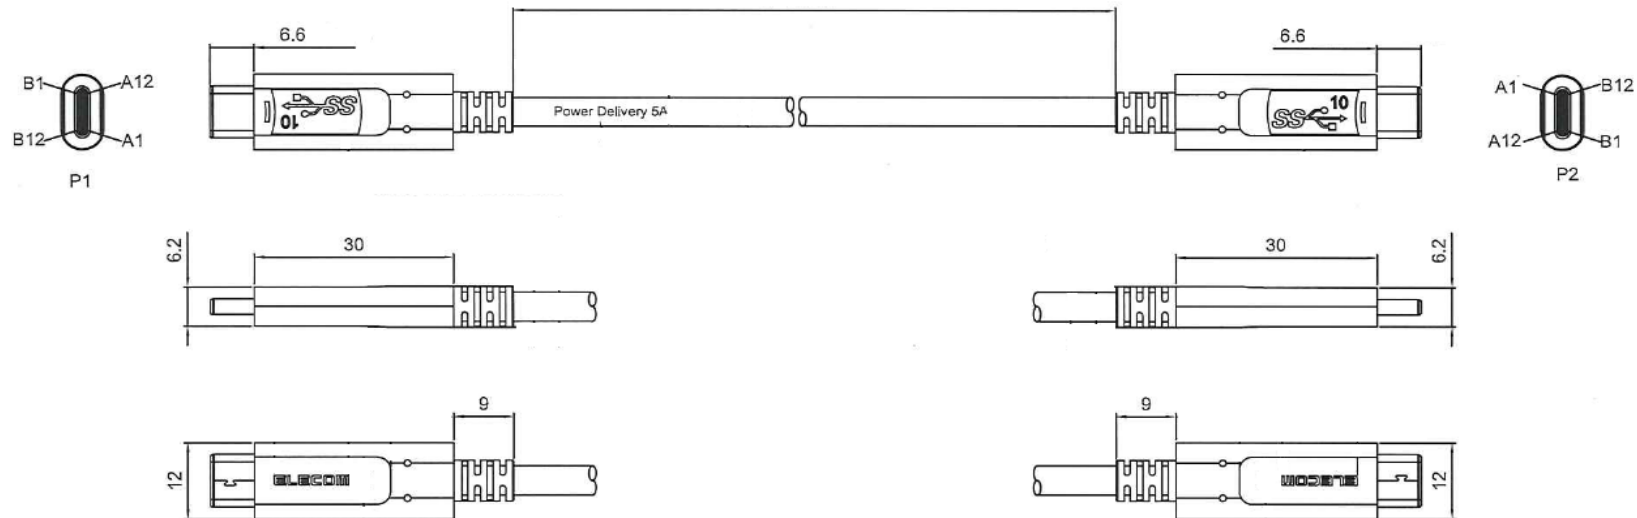 6.6
6.6
B1
A12
SS
10
Power Delivery 5A
SS
10
A1
B12
B12
A1
A12
B1
P1
P2
6.2
30
30
6.2
9
9
12
ELECOM
ELECOM
12